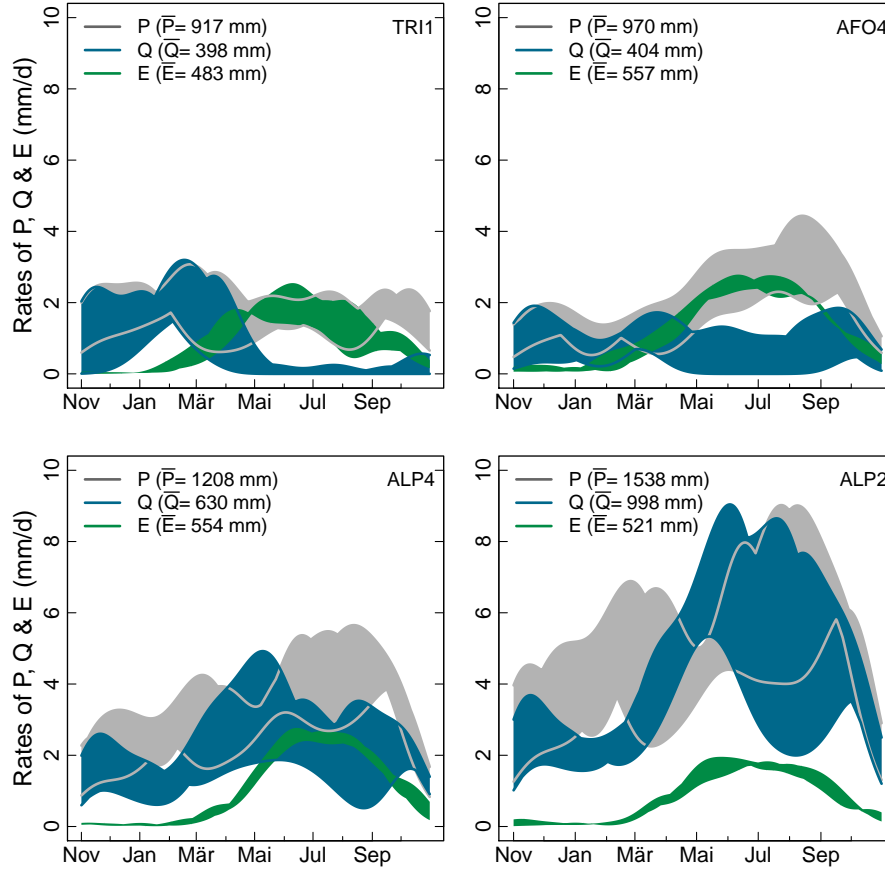 P (P̅= 917 mm)
Q (Q̅= 398 mm)
E (E̅= 483 mm)
TRI1
Rates of P, Q & E (mm/d)
10
8
6
4
2
0
Nov Jan Mär Mai Jul Sep
P (P̅= 970 mm)
Q (Q̅= 404 mm)
E (E̅= 557 mm)
AFO4
10
8
6
4
2
0
Nov Jan Mär Mai Jul Sep
P (P̅= 1208 mm)
Q (Q̅= 630 mm)
E (E̅= 554 mm)
ALP4
Rates of P, Q & E (mm/d)
10
8
6
4
2
0
Nov Jan Mär Mai Jul Sep
P (P̅= 1538 mm)
Q (Q̅= 998 mm)
E (E̅= 521 mm)
ALP2
10
8
6
4
2
0
Nov Jan Mär Mai Jul Sep